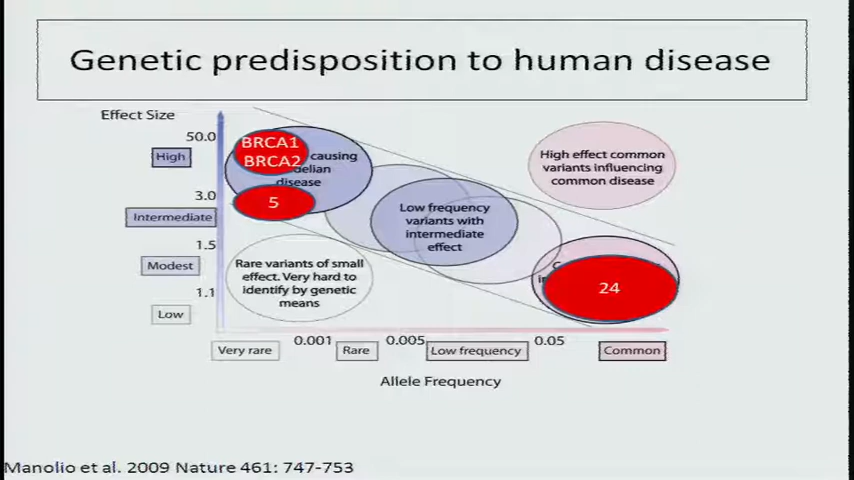 Genetic predisposition to human disease
Effect Size
50.0
High
3.0
Intermediate
1.5
Modest
1.1
Low
BRCA1
BRCA2
causing
disease
5
High effect common
variants influencing
common disease
Low frequency
variants with
intermediate
effect
Rare variants of small
effect. Very hard to
identify by genetic
means
24
0.001
0.005
0.05
Very rare
Rare
Low frequency
Common
Allele Frequency
Manolio et al. 2009 Nature 461: 747-753